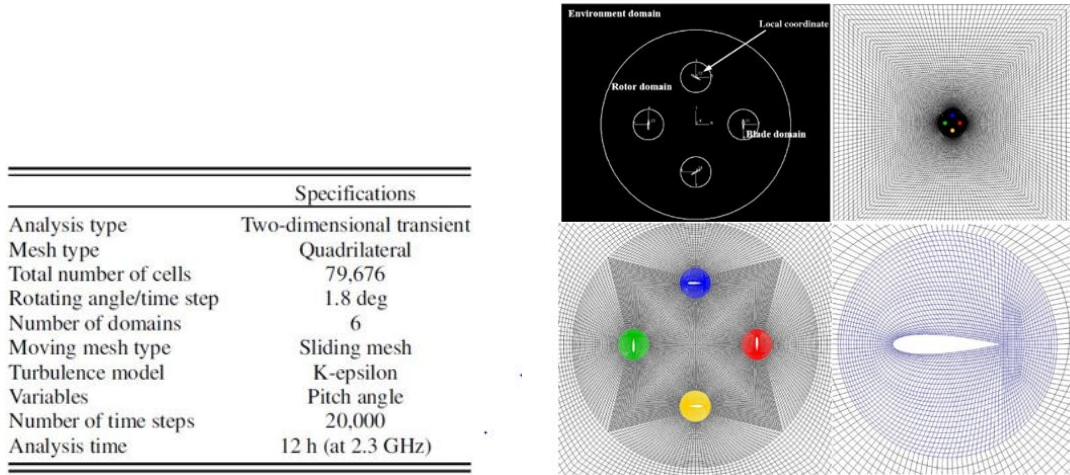 Specifications
Analysis type Two-dimensional transient
Mesh type Quadrilateral
Total number of cells 79,676
Rotating angle/time step 1.8 deg
Number of domains 6
Moving mesh type Sliding mesh
Turbulence model K-epsilon
Variables Pitch angle
Number of time steps 20,000
Analysis time 12 h (at 2.3 GHz)
Environment domain
Local coordinate
Rotor domain
Blade domain